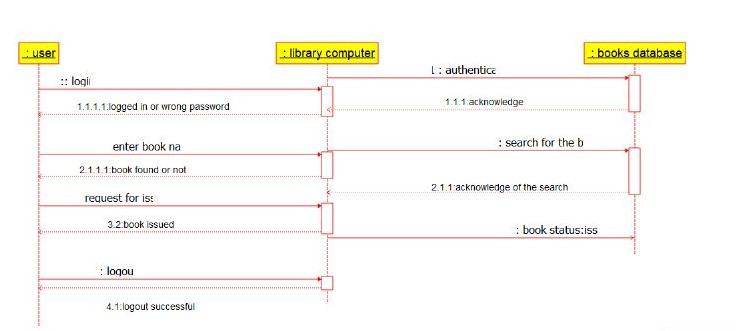 : user
: library computer
: books database
: authentica
:: logi
1.1.1:acknowledge
1.1.1.1:logged in or wrong password
: search for the b
enter book na
2.1.1.1:book found or not
2.1.1:acknowledge of the search
request for iss
3.2:book issued
: book status:iss
: logou
4.1:logout successful